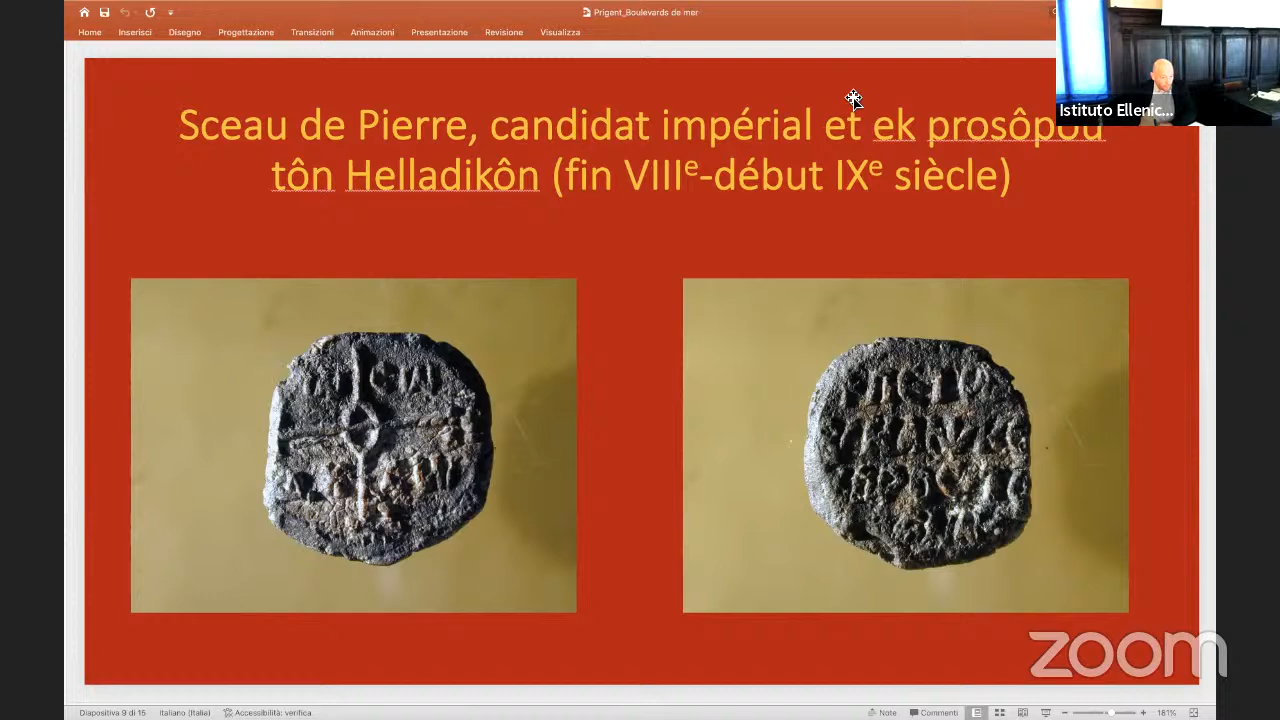 Prigent_Boulevards de mer
Home Inserisci Disegno Progettazione Transizioni Animazioni Presentazione Revisione Visualizza
Istituto Ellenic...
Sceau de Pierre, candidat impérial et ek prosôpou
tôn Helladikôn (fin VIIIᵉ-début IXᵉ siècle)
zoom
Diapositiva 9 di 15 Italiano (Italia) Accessibilità: verifica Note Commenti 181%